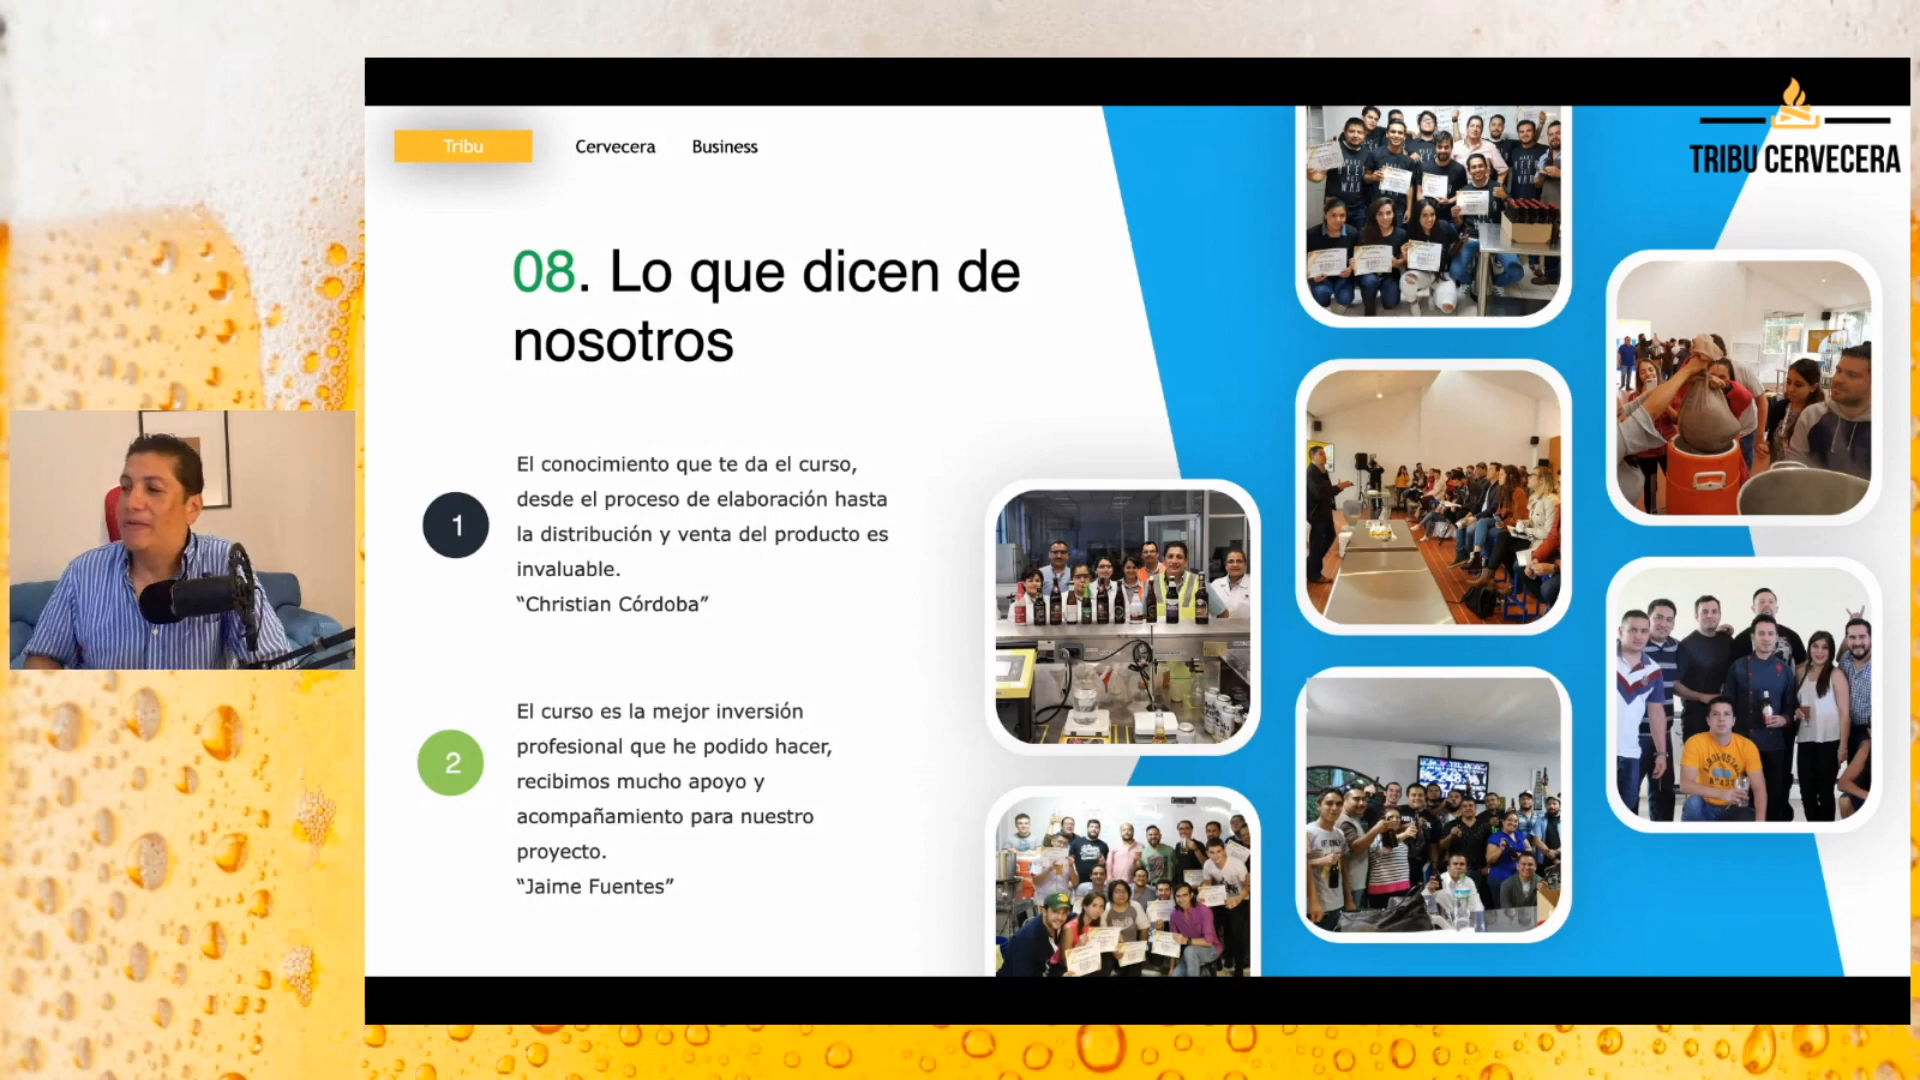 Tribu
Cervecera
Business
TRIBU CERVECERA
08. Lo que dicen de
nosotros
1
El conocimiento que te da el curso,
desde el proceso de elaboración hasta
la distribución y venta del producto es
invaluable.
“Christian Córdoba”
2
El curso es la mejor inversión
profesional que he podido hacer,
recibimos mucho apoyo y
acompañamiento para nuestro
proyecto.
“Jaime Fuentes”